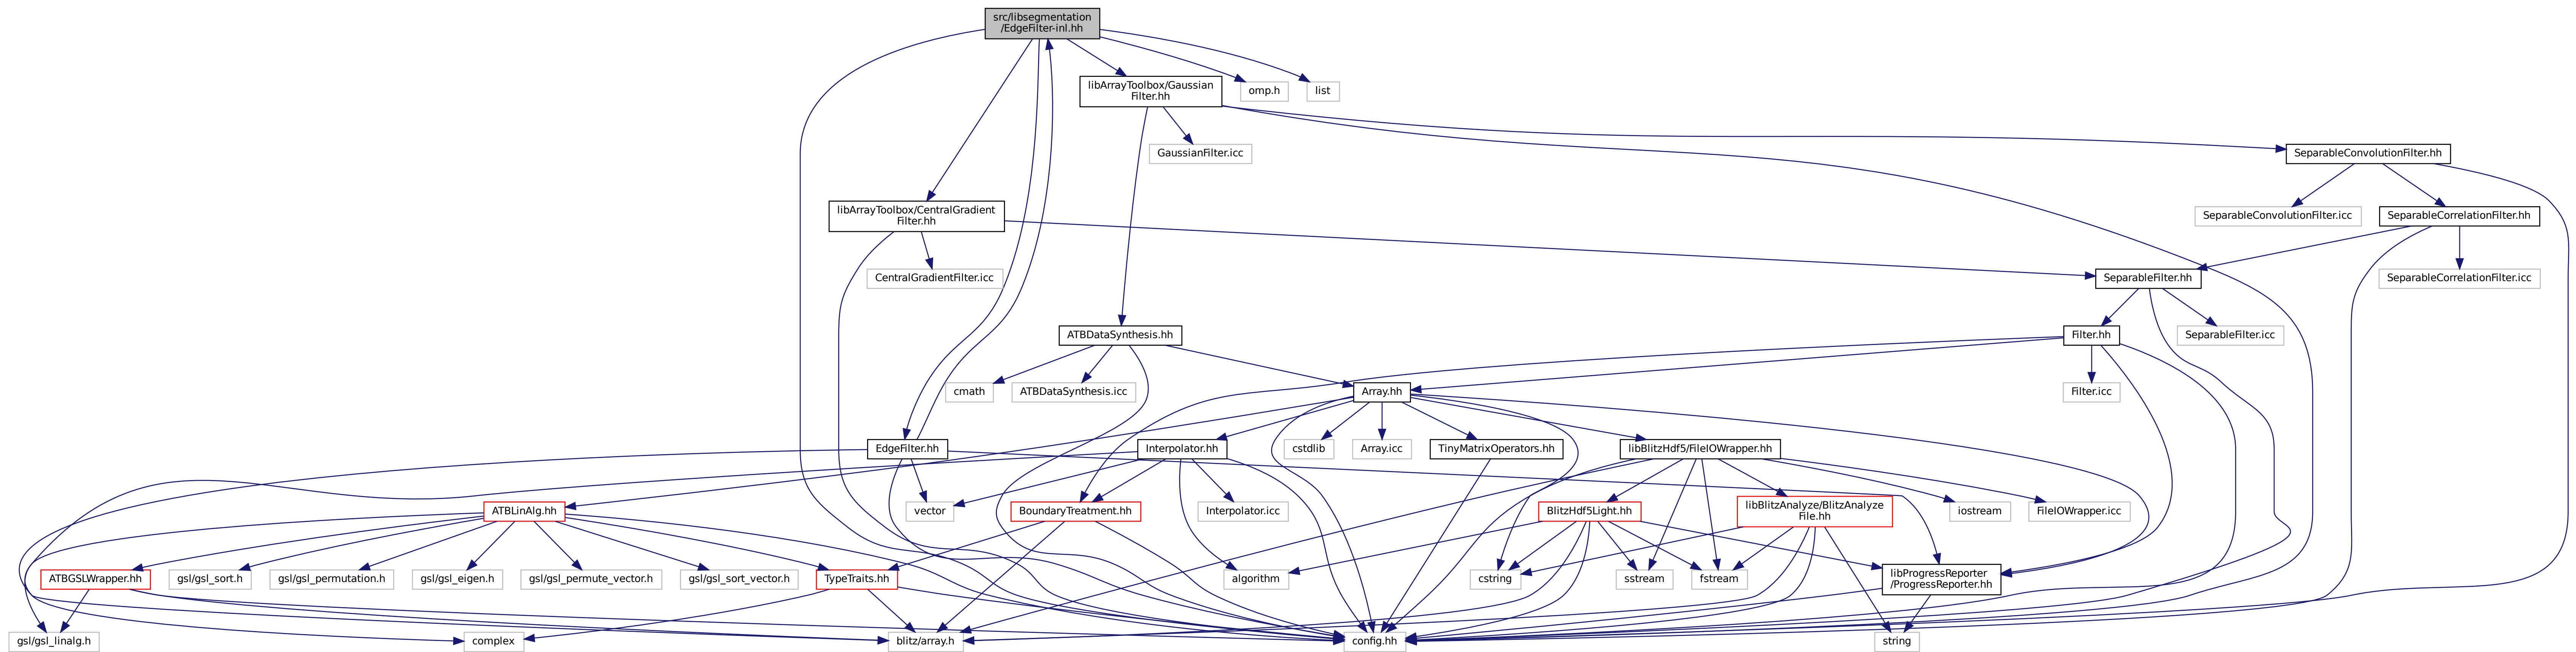 src/libsegmentation
/EdgeFilter-inl.hh
libArrayToolbox/Gaussian
Filter.hh
omp.h
list
GaussianFilter.icc
SeparableConvolutionFilter.hh
libArrayToolbox/CentralGradient
Filter.hh
SeparableConvolutionFilter.icc
SeparableCorrelationFilter.hh
CentralGradientFilter.icc
SeparableFilter.hh
SeparableCorrelationFilter.icc
ATBDataSynthesis.hh
Filter.hh
SeparableFilter.icc
cmath
ATBDataSynthesis.icc
Array.hh
Filter.icc
EdgeFilter.hh
Interpolator.hh
cstdlib
Array.icc
TinyMatrixOperators.hh
libBlitzHdf5/FileIOWrapper.hh
ATBLinAlg.hh
vector
BoundaryTreatment.hh
Interpolator.icc
BlitzHdf5Light.hh
libBlitzAnalyze/BlitzAnalyze
File.hh
iostream
FileIOWrapper.icc
ATBGSLWrapper.hh
gsl/gsl_sort.h
gsl/gsl_permutation.h
gsl/gsl_eigen.h
gsl/gsl_permute_vector.h
gsl/gsl_sort_vector.h
TypeTraits.hh
algorithm
cstring
sstream
fstream
libProgressReporter
/ProgressReporter.hh
gsl/gsl_linalg.h
complex
blitz/array.h
config.hh
string